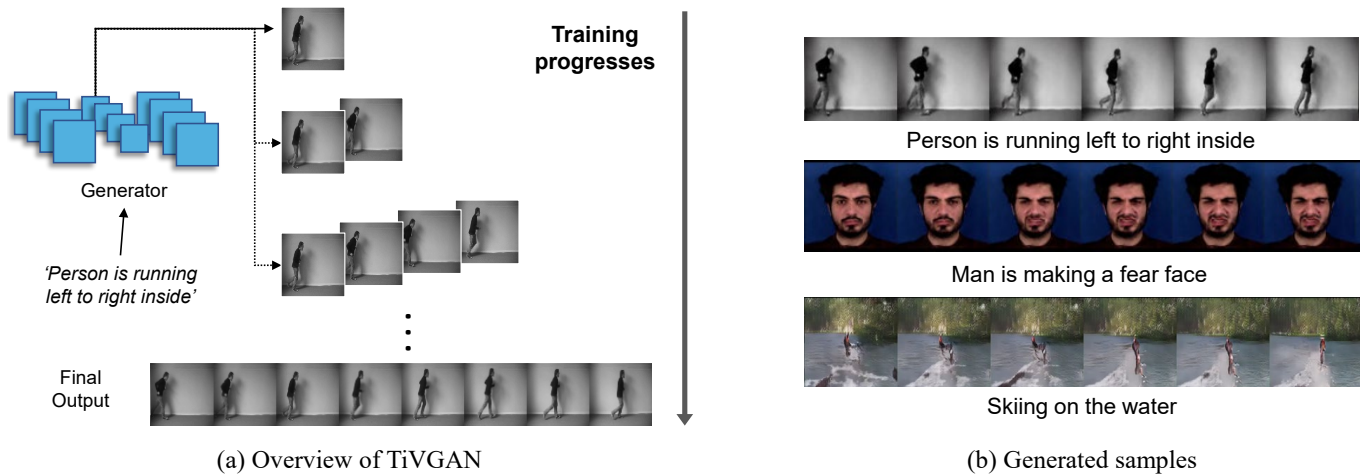 Training
progresses
Generator
‘Person is running
left to right inside’
Final
Output
(a) Overview of TiVGAN
Person is running left to right inside
Man is making a fear face
Skiing on the water
(b) Generated samples